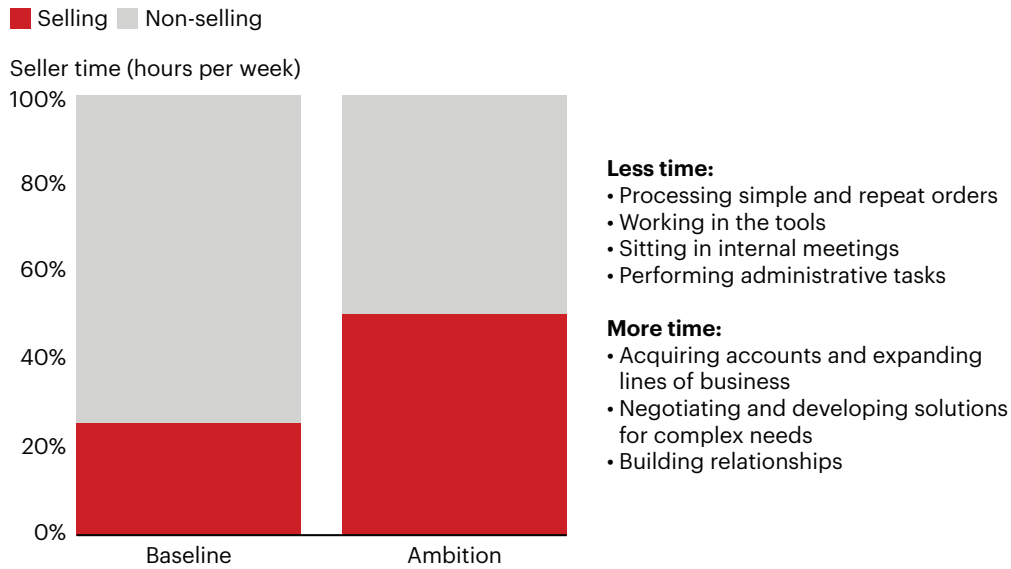 Selling Non-selling
Seller time (hours per week)
100%
80%
60%
40%
20%
0%
Baseline Ambition
Less time:
• Processing simple and repeat orders
• Working in the tools
• Sitting in internal meetings
• Performing administrative tasks
More time:
• Acquiring accounts and expanding
lines of business
• Negotiating and developing solutions
for complex needs
• Building relationships